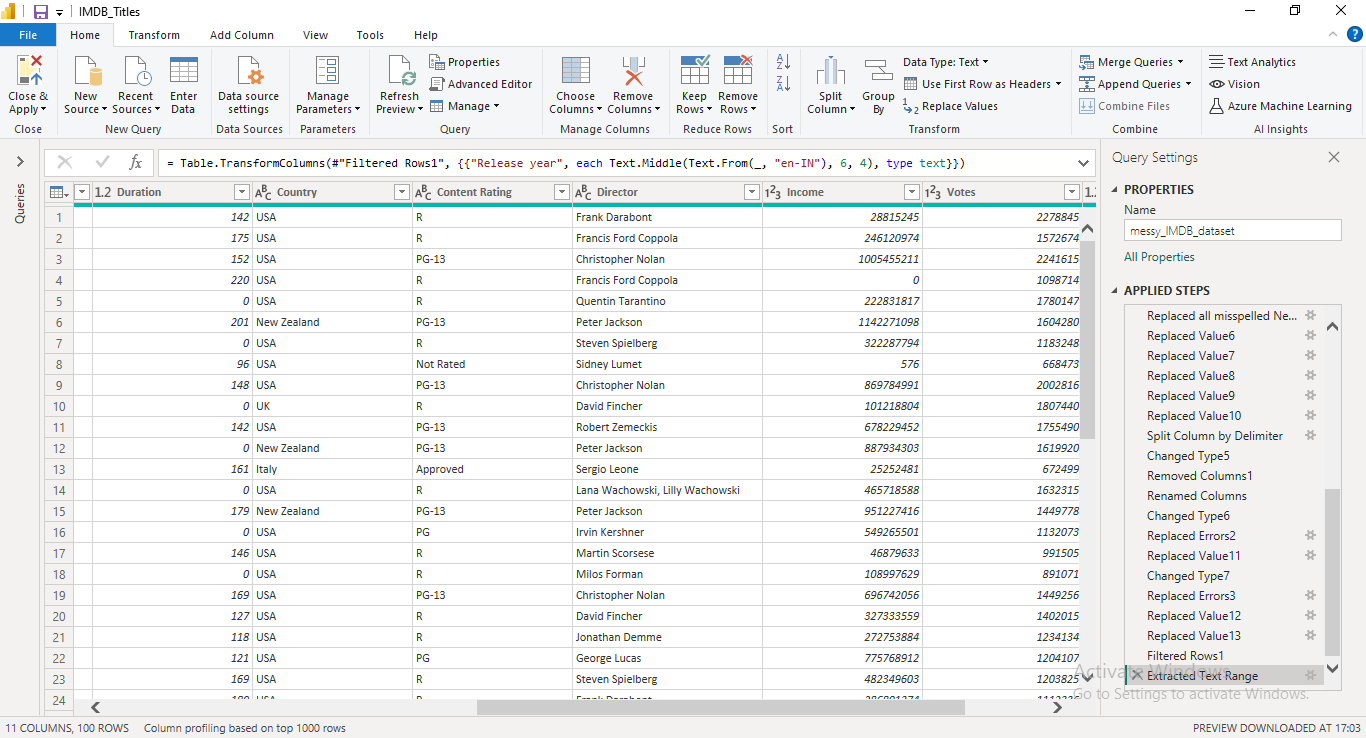 IMDB_Titles
File Home Transform Add Column View Tools Help
Close & Apply
New Source
Recent Sources
Enter Data
Data source settings
Manage Parameters
Refresh Preview
Properties
Advanced Editor
Manage
Choose Columns
Remove Columns
Keep Rows
Remove Rows
Split Column
Group By
Data Type: Text
Use First Row as Headers
Replace Values
Merge Queries
Append Queries
Combine Files
Text Analytics
Vision
Azure Machine Learning
Close New Query Data Sources Parameters Query Manage Columns Reduce Rows Sort Transform Combine AI Insights
Queries
= Table.TransformColumns(#"Filtered Rows1", {{"Release year", each Text.Middle(Text.From(_, "en-IN"), 6, 4), type text}})
1.2 Duration ABC Country ABC Content Rating ABC Director 123 Income 123 Votes 1.
1 142 USA R Frank Darabont 28815245 2278845
2 175 USA R Francis Ford Coppola 246120974 1572674
3 152 USA PG-13 Christopher Nolan 1005455211 2241615
4 220 USA R Francis Ford Coppola 0 1098714
5 0 USA R Quentin Tarantino 222831817 1780147
6 201 New Zealand PG-13 Peter Jackson 1142271098 1604280
7 0 USA R Steven Spielberg 322287794 1183248
8 96 USA Not Rated Sidney Lumet 576 668473
9 148 USA PG-13 Christopher Nolan 869784991 2002816
10 0 UK R David Fincher 101218804 1807440
11 142 USA PG-13 Robert Zemeckis 678229452 1755490
12 0 New Zealand PG-13 Peter Jackson 887934303 1619920
13 161 Italy Approved Sergio Leone 25252481 672499
14 0 USA R Lana Wachowski, Lilly Wachowski 465718588 1632315
15 179 New Zealand PG-13 Peter Jackson 951227416 1449778
16 0 USA PG Irvin Kershner 549265501 1132073
17 146 USA R Martin Scorsese 46879633 991505
18 0 USA R Milos Forman 108997629 891071
19 169 USA PG-13 Christopher Nolan 696742056 1449256
20 127 USA R David Fincher 327333559 1402015
21 118 USA R Jonathan Demme 272753884 1234134
22 121 USA PG George Lucas 775768912 1204107
23 169 USA R Steven Spielberg 482349603 1203825
24
Query Settings
PROPERTIES
Name
messy_IMDB_dataset
All Properties
APPLIED STEPS
Replaced all misspelled Ne...
Replaced Value6
Replaced Value7
Replaced Value8
Replaced Value9
Replaced Value10
Split Column by Delimiter
Changed Type5
Removed Columns1
Renamed Columns
Changed Type6
Replaced Errors2
Replaced Value11
Changed Type7
Replaced Errors3
Replaced Value12
Replaced Value13
Filtered Rows1
Extracted Text Range
Activate Windows
Go to Settings to activate Windows.
11 COLUMNS, 100 ROWS Column profiling based on top 1000 rows PREVIEW DOWNLOADED AT 17:03